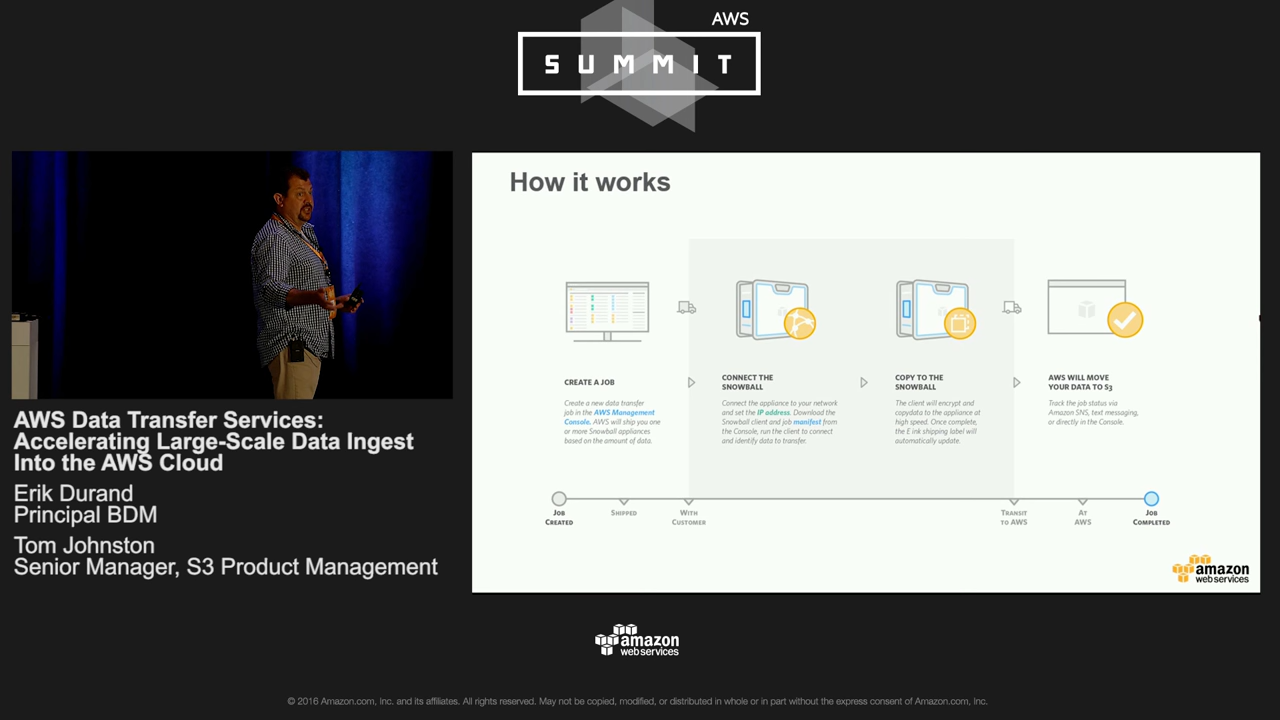 AWS
SUMMIT
How it works
CREATE A JOB
Create a new data transfer
job in the AWS Management
Console. AWS will ship you one
or more Snowball appliances
based on the amount of data.
CONNECT THE
SNOWBALL
Connect the appliance to your network
and set the IP address. Download the
Snowball client and job manifest from
the Console, run the client to connect
and identify data to transfer.
COPY TO THE
SNOWBALL
The client will encrypt and
copydata to the appliance at
high speed. Once complete,
the E ink shipping label will
automatically update.
AWS WILL MOVE
YOUR DATA TO S3
Track the job status via
Amazon SNS, text messaging,
or directly in the Console.
JOB
CREATED
SHIPPED
WITH
CUSTOMER
TRANSIT
TO AWS
AT
AWS
JOB
COMPLETED
amazon
web services
AWS Data Transfer Services:
Accelerating Large-Scale Data Ingest
Into the AWS Cloud
Erik Durand
Principal BDM
Tom Johnston
Senior Manager, S3 Product Management
amazon
web services
© 2016 Amazon.com, Inc. and its affiliates. All rights reserved. May not be copied, modified, or distributed in whole or in part without the express consent of Amazon.com, Inc.